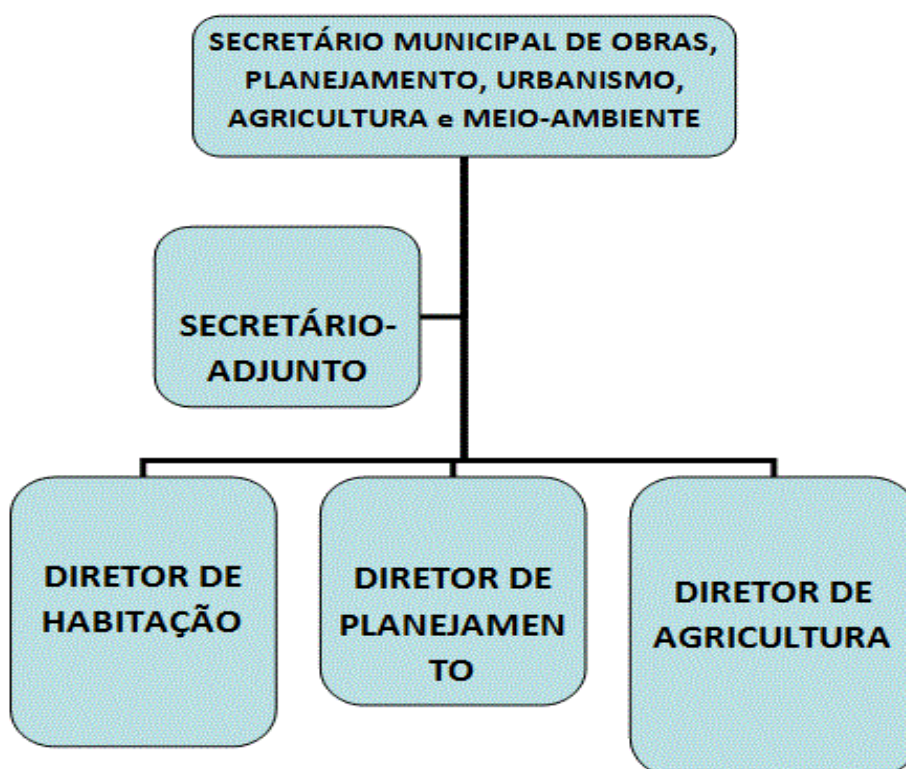 SECRETÁRIO MUNICIPAL DE OBRAS,
PLANEJAMENTO, URBANISMO,
AGRICULTURA e MEIO-AMBIENTE
SECRETÁRIO-
ADJUNTO
DIRETOR DE
HABITAÇÃO
DIRETOR DE
PLANEJAMEN
TO
DIRETOR DE
AGRICULTURA